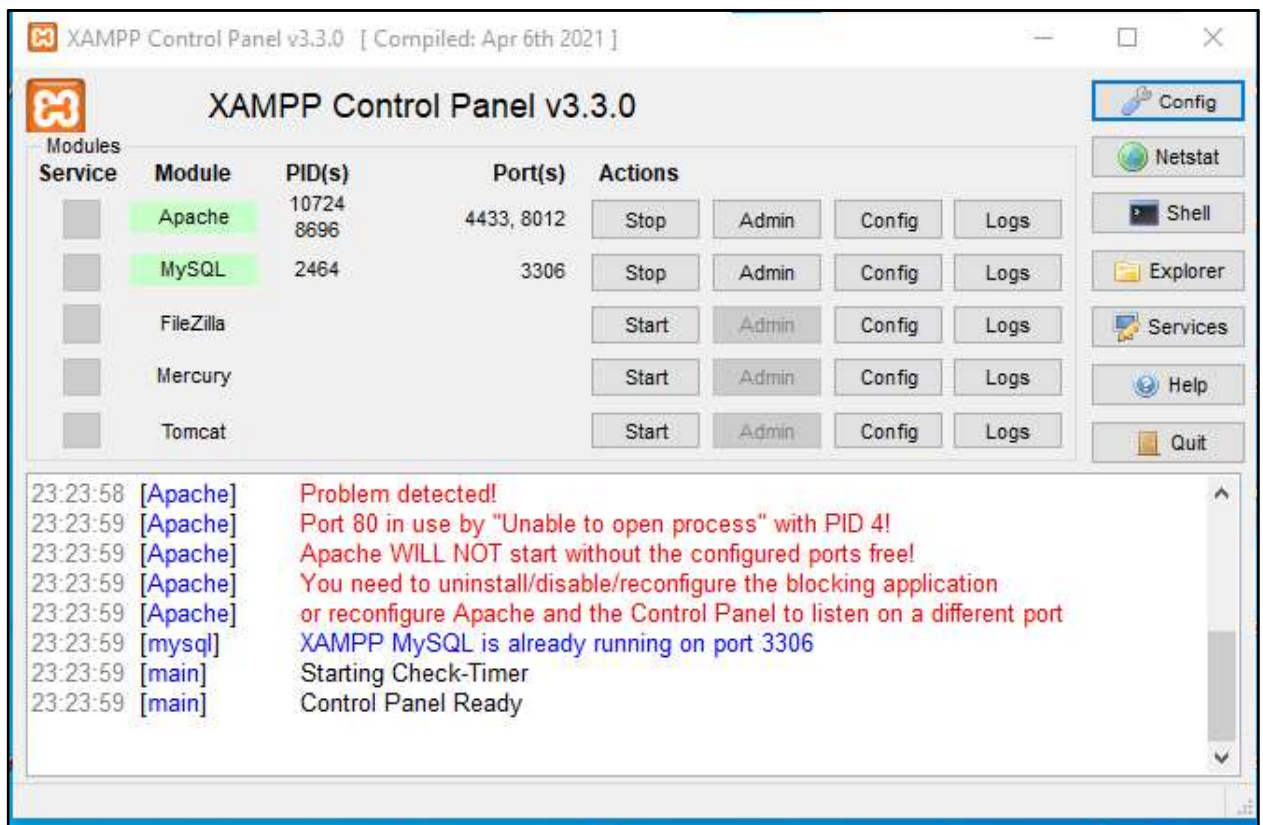 XAMPP Control Panel v3.3.0 [ Compiled: Apr 6th 2021 ]
XAMPP Control Panel v3.3.0
Config
Modules
Netstat
Service Module PID(s) Port(s) Actions
Apache 10724 8696 4433, 8012 Stop Admin Config Logs
Shell
MySQL 2464 3306 Stop Admin Config Logs
Explorer
FileZilla Start Admin Config Logs
Services
Mercury Start Admin Config Logs
Help
Tomcat Start Admin Config Logs
Quit
23:23:58 [Apache] Problem detected!
23:23:59 [Apache] Port 80 in use by "Unable to open process" with PID 4!
23:23:59 [Apache] Apache WILL NOT start without the configured ports free!
23:23:59 [Apache] You need to uninstall/disable/reconfigure the blocking application
23:23:59 [Apache] or reconfigure Apache and the Control Panel to listen on a different port
23:23:59 [mysql] XAMPP MySQL is already running on port 3306
23:23:59 [main] Starting Check-Timer
23:23:59 [main] Control Panel Ready